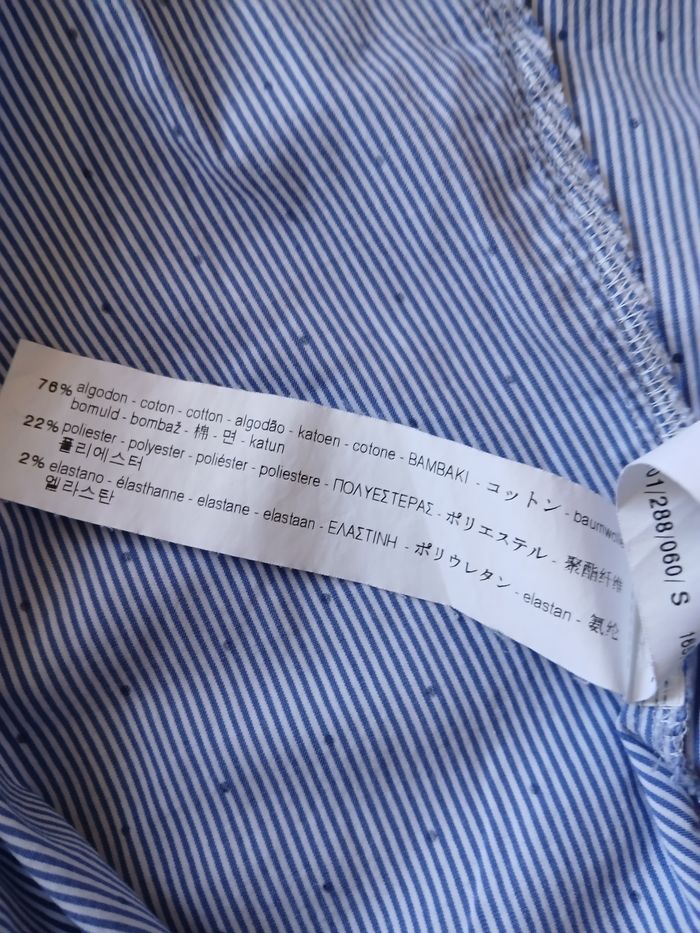 76% algodon - coton - cotton - algodão - katoen - cotone - BAMBAKI - コットン - baumwolle
bomuld - bombaž - 棉 - 면 - katun
22% poliester - polyester - poliéster - poliestere - ΠΟΛΥΕΣΤΕΡΑΣ - ポリエステル - 聚酯纤维
폴리에스터
2% elastano - élasthanne - elastane - elastaan - ΕΛΑΣΤΙΝΗ - ポリウレタン - elastan - 氨纶
엘라스탄
01/288/060/ S